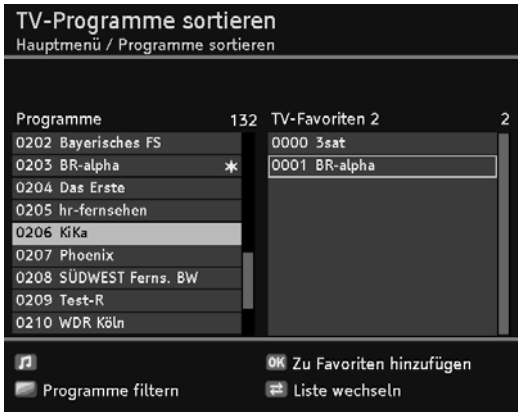 TV-Programme sortieren
Hauptmenü / Programme sortieren
Programme 132
0202 Bayerisches FS
0203 BR-alpha *
0204 Das Erste
0205 hr-fernsehen
0206 KiKa
0207 Phoenix
0208 SÜDWEST Ferns. BW
0209 Test-R
0210 WDR Köln
TV-Favoriten 2 2
0000 3sat
0001 BR-alpha
OK Zu Favoriten hinzufügen
Programme filtern
Liste wechseln